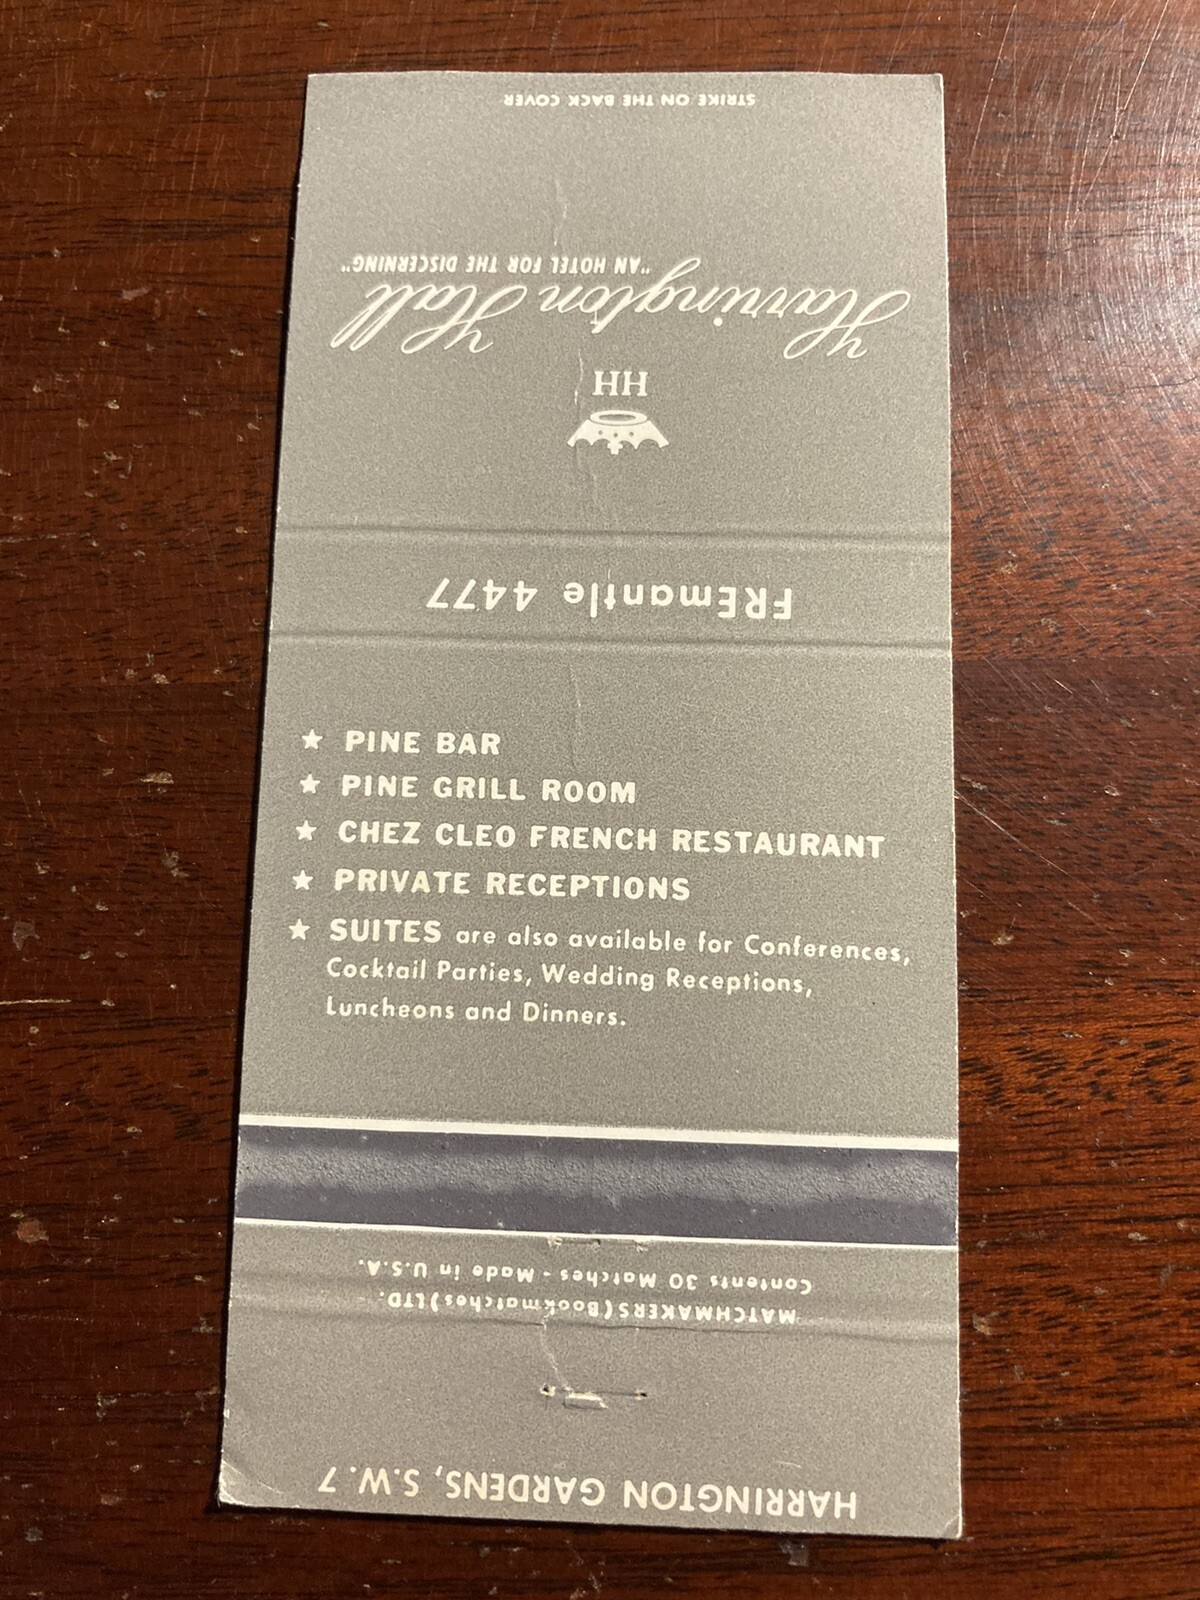 STRIKE ON THE BACK COVER
"AN HOTEL FOR THE DISCERNING"
Harrington Hall
HH
FREmantle 4477
★ PINE BAR
★ PINE GRILL ROOM
★ CHEZ CLEO FRENCH RESTAURANT
★ PRIVATE RECEPTIONS
★ SUITES are also available for Conferences,
Cocktail Parties, Wedding Receptions,
Luncheons and Dinners.
Contents 30 Matches - Made in U.S.A.
MATCHMAKERS (Bookmatches) LTD.
HARRINGTON GARDENS, S.W.7